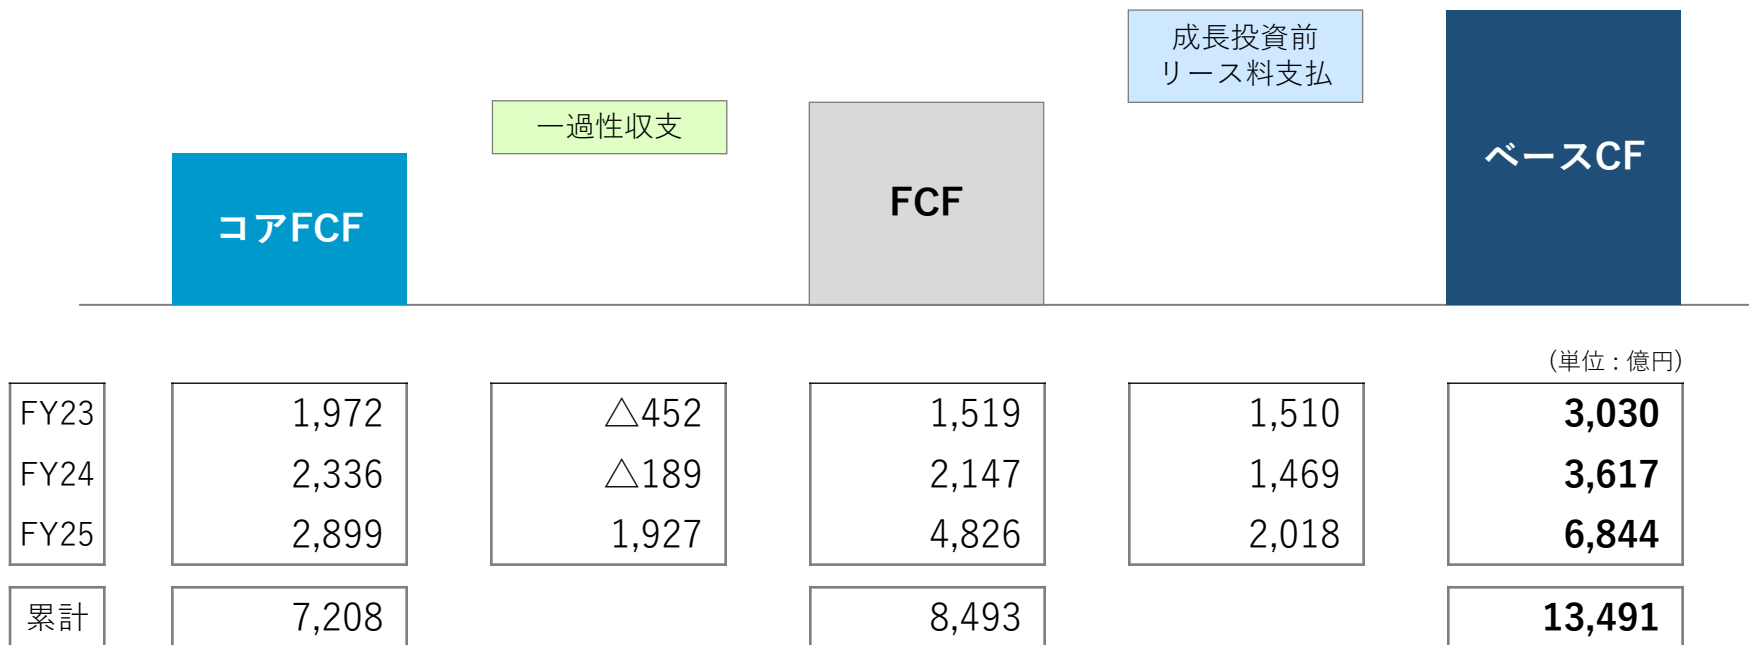 成長投資前
リース料支払
一過性収支
ベースCF
FCF
コアFCF
(単位：億円)
FY23 1,972 △452 1,519 1,510 3,030
FY24 2,336 △189 2,147 1,469 3,617
FY25 2,899 1,927 4,826 2,018 6,844
累計 7,208 8,493 13,491